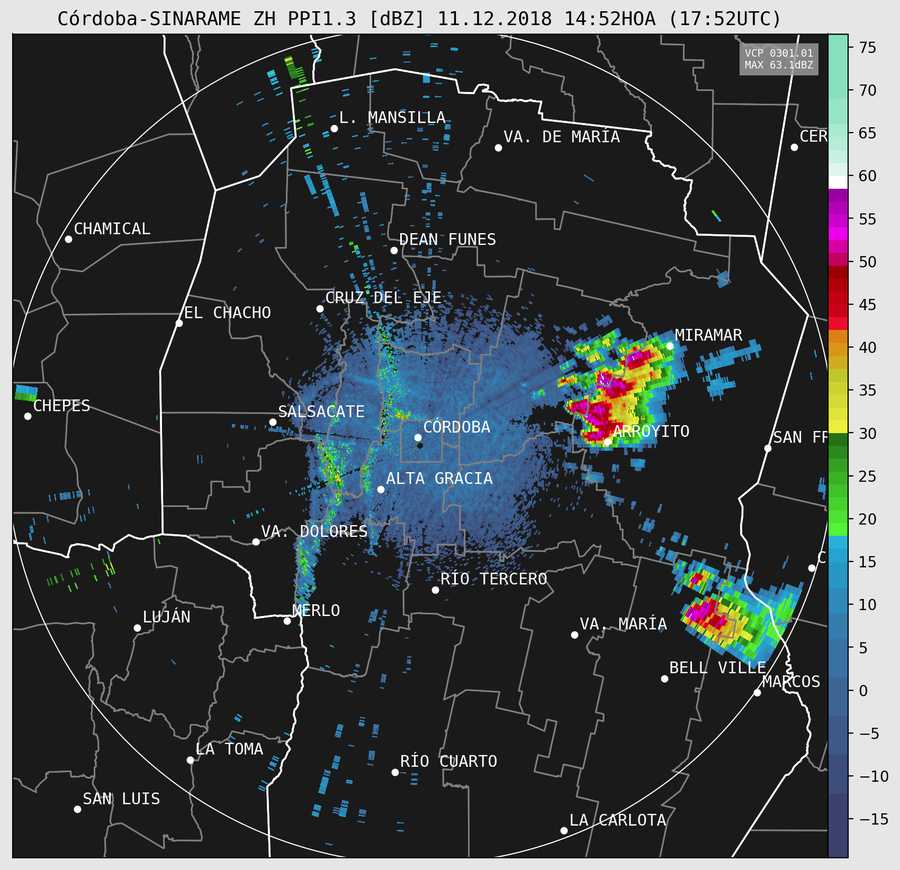 Córdoba-SINARAME ZH PPI1.3 [dBZ] 11.12.2018 14:52HOA (17:52UTC)
VCP 0301.01
MAX 63.1dBZ
75
70
65
60
55
50
45
40
35
30
25
20
15
10
5
0
−5
−10
−15
L. MANSILLA
VA. DE MARIA
CER
CHAMICAL
DEAN FUNES
CRUZ DEL EJE
EL CHACHO
MIRAMAR
CHEPES
SALSACATE
CÓRDOBA
ARROYITO
SAN FR
ALTA GRACIA
VA. DOLORES
C
RÍO TERCERO
LUJÁN
MERLO
VA. MARÍA
BELL VILLE
MARCOS
LA TOMA
RÍO CUARTO
SAN LUIS
LA CARLOTA